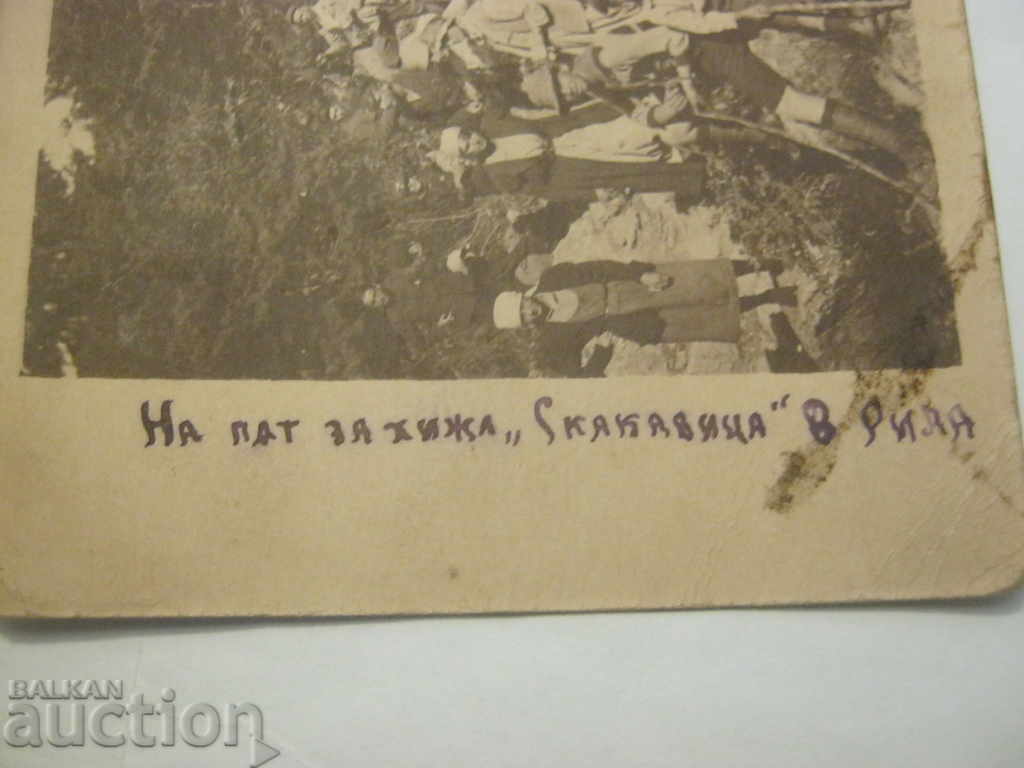 На пат за хижа „Скакавица“ в Рила
BALKAN
auction